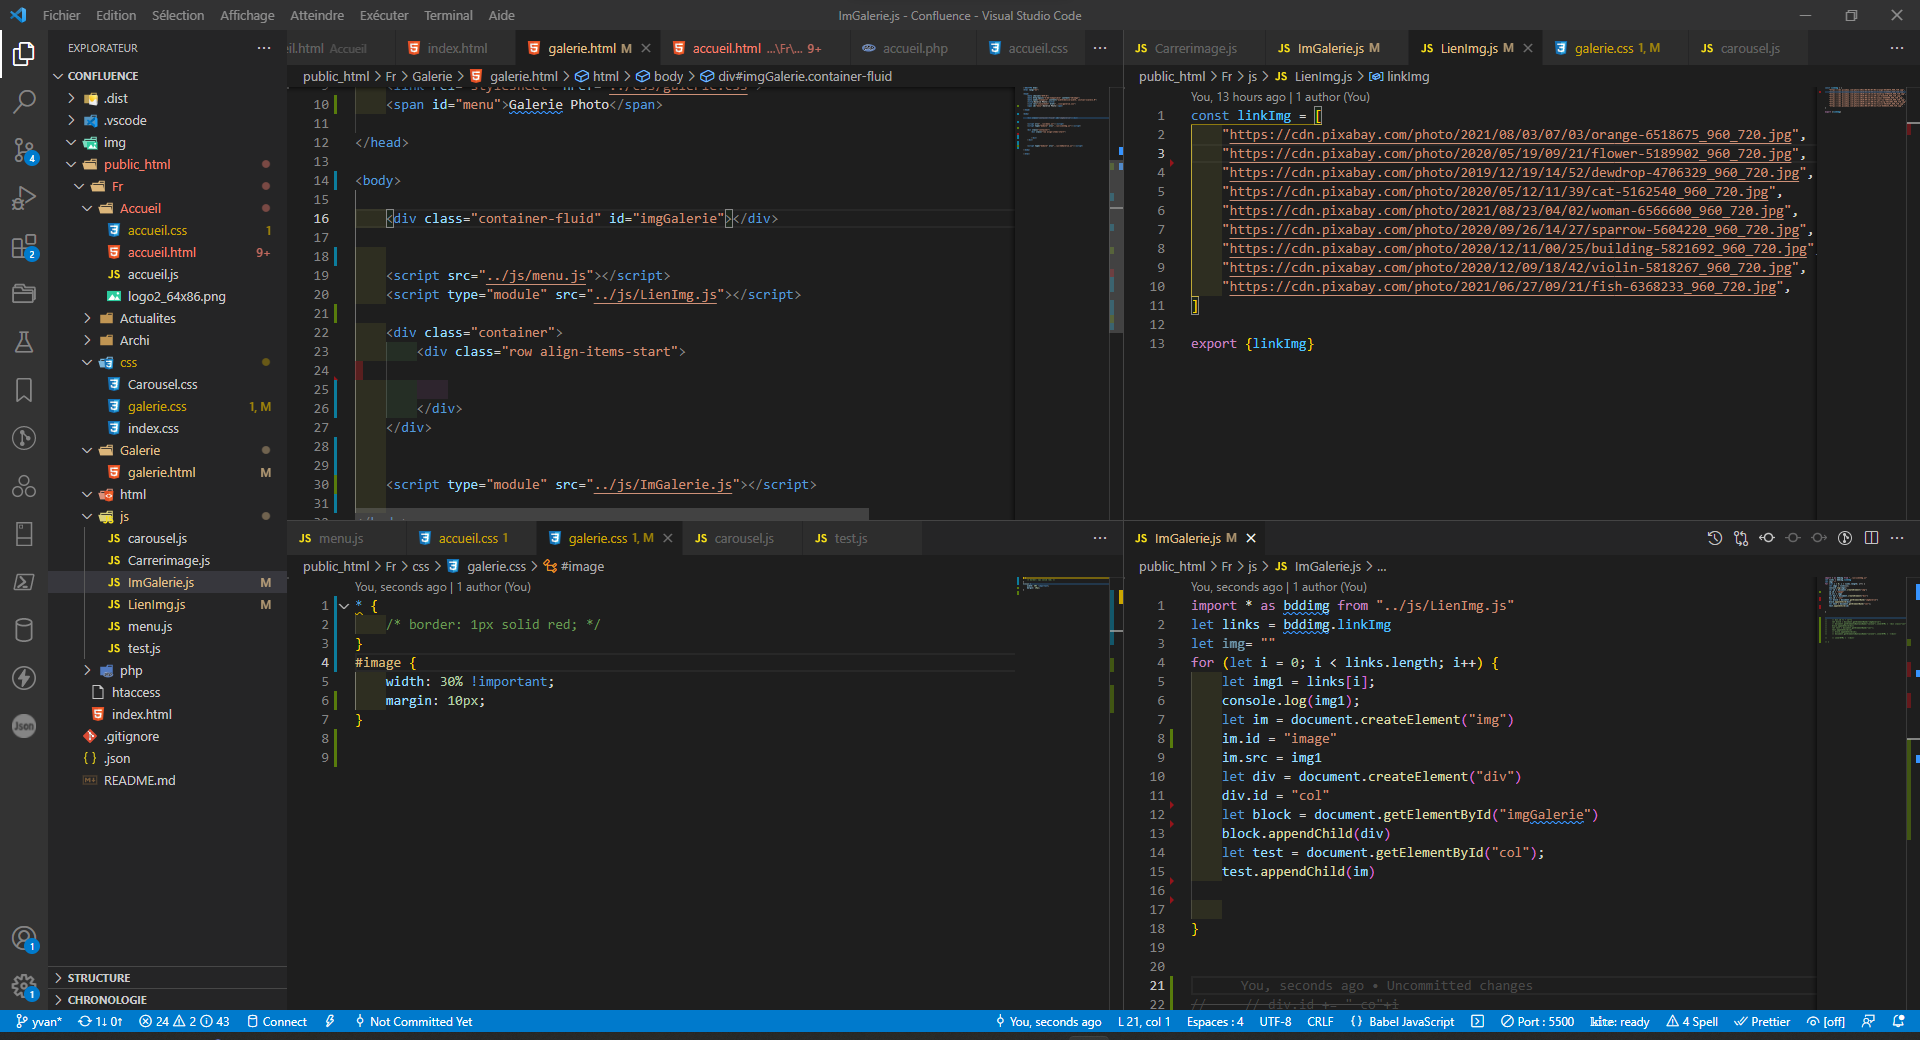 Fichier Edition Sélection Affichage Atteindre Exécuter Terminal Aide
ImGalerie.js - Confluence - Visual Studio Code
EXPLORATEUR
CONFLUENCE
.dist
.vscode
img
public_html
Fr
Accueil
accueil.css 1
accueil.html 9+
accueil.js
logo2_64x86.png
Actualites
Archi
css
Carousel.css
galerie.css 1, M
index.css
Galerie
galerie.html M
html
js
carousel.js
Carrerimage.js
ImGalerie.js M
LienImg.js M
menu.js
test.js
php
htaccess
index.html
.gitignore
.json
README.md
STRUCTURE
CHRONOLOGIE
eil.html Accueil index.html galerie.html M accueil.html ...\Fr\... 9+ accueil.php accueil.css
public_html > Fr > Galerie > galerie.html > html > body > div#imgGalerie.container-fluid
10 <span id="menu">Galerie Photo</span>
11
12 </head>
13
14 <body>
15
16 <div class="container-fluid" id="imgGalerie"></div>
17
18
19 <script src="../js/menu.js"></script>
20 <script type="module" src="../js/LienImg.js"></script>
21
22 <div class="container">
23 <div class="row align-items-start">
24
25
26 </div>
27 </div>
28
29
30 <script type="module" src="../js/ImGalerie.js"></script>
31
Carrerimage.js ImGalerie.js M LienImg.js M galerie.css 1, M carousel.js
public_html > Fr > js > LienImg.js > linkImg
You, 13 hours ago | 1 author (You)
1 const linkImg = [
2 "https://cdn.pixabay.com/photo/2021/08/03/07/03/orange-6518675_960_720.jpg",
3 "https://cdn.pixabay.com/photo/2020/05/19/09/21/flower-5189902_960_720.jpg",
4 "https://cdn.pixabay.com/photo/2019/12/19/14/52/dewdrop-4706329_960_720.jpg",
5 "https://cdn.pixabay.com/photo/2020/05/12/11/39/cat-5162540_960_720.jpg",
6 "https://cdn.pixabay.com/photo/2021/08/23/04/02/woman-6566600_960_720.jpg",
7 "https://cdn.pixabay.com/photo/2020/09/26/14/27/sparrow-5604220_960_720.jpg",
8 "https://cdn.pixabay.com/photo/2020/12/11/00/25/building-5821692_960_720.jpg"
9 "https://cdn.pixabay.com/photo/2020/12/09/18/42/violin-5818267_960_720.jpg",
10 "https://cdn.pixabay.com/photo/2021/06/27/09/21/fish-6368233_960_720.jpg",
11 ]
12
13 export {linkImg}
menu.js accueil.css 1 galerie.css 1, M carousel.js test.js
public_html > Fr > css > galerie.css > #image
You, seconds ago | 1 author (You)
1 * {
2 /* border: 1px solid red; */
3 }
4 #image {
5 width: 30% !important;
6 margin: 10px;
7 }
8
9
ImGalerie.js M
public_html > Fr > js > ImGalerie.js > ...
You, seconds ago | 1 author (You)
1 import * as bddimg from "../js/LienImg.js"
2 let links = bddimg.linkImg
3 let img= ""
4 for (let i = 0; i < links.length; i++) {
5 let img1 = links[i];
6 console.log(img1);
7 let im = document.createElement("img")
8 im.id = "image"
9 im.src = img1
10 let div = document.createElement("div")
11 div.id = "col"
12 let block = document.getElementById("imgGalerie")
13 block.appendChild(div)
14 let test = document.getElementById("col");
15 test.appendChild(im)
16
17
18 }
19
20
21 You, seconds ago • Uncommitted changes
22 // // div.id += " co"+i
yvan* 1↓ 0↑ 24 2 43 Connect Not Committed Yet You, seconds ago L 21, col 1 Espaces : 4 UTF-8 CRLF Babel JavaScript Port : 5500 kite: ready 4 Spell Prettier [off]